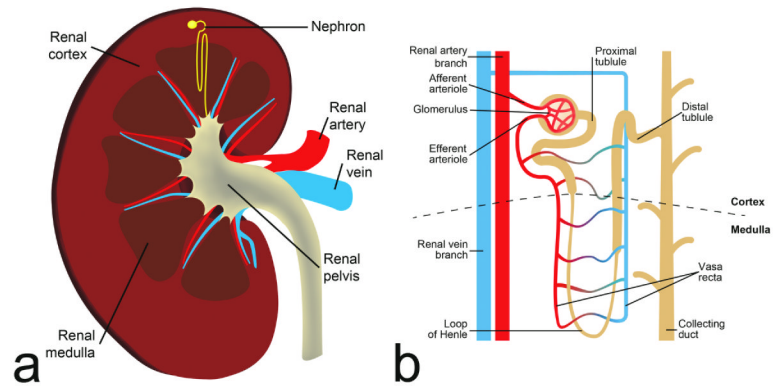 Nephron
Renal
cortex
Renal
artery
Renal
vein
Renal
pelvis
Renal
medulla
a
Renal artery
branch
Proximal
tubule
Afferent
arteriole
Glomerulus
Distal
tubule
Efferent
arteriole
Cortex
Medulla
Renal vein
branch
Vasa
recta
Loop
of Henle
Collecting
duct
b